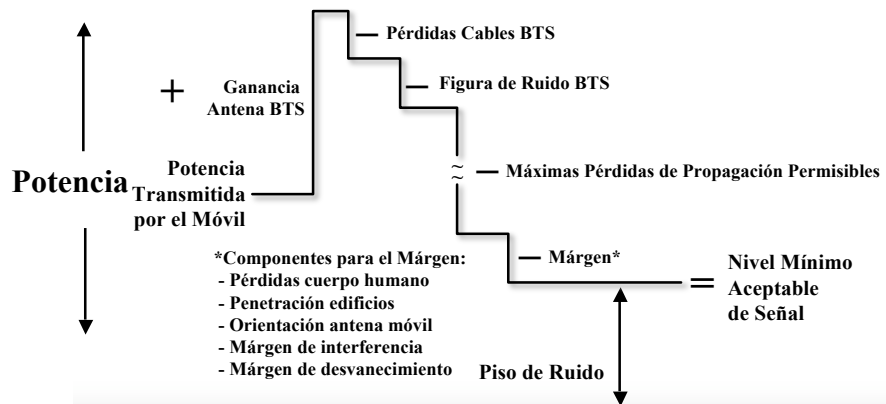 Pérdidas Cables BTS
+
Ganancia
Antena BTS
Figura de Ruido BTS
Potencia
Potencia
Transmitida
por el Móvil
≈
Máximas Pérdidas de Propagación Permisibles
*Componentes para el Márgen:
- Pérdidas cuerpo humano
- Penetración edificios
- Orientación antena móvil
- Márgen de interferencia
- Márgen de desvanecimiento
Márgen*
=
Nivel Mínimo
Aceptable
de Señal
Piso de Ruido